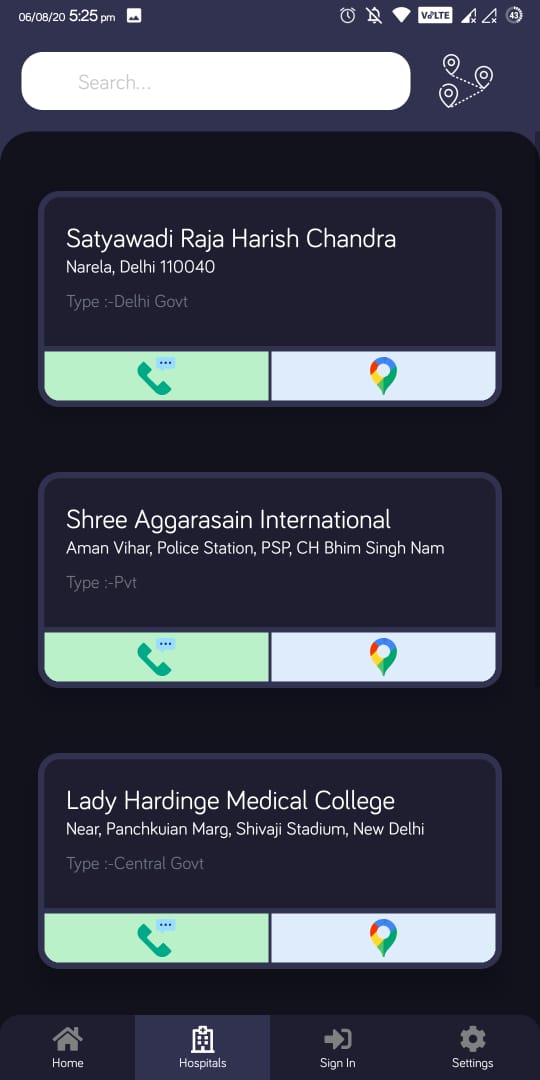 06/08/20 5:25 pm
VoLTE
43
Search...
Satyawadi Raja Harish Chandra
Narela, Delhi 110040
Type :-Delhi Govt
Shree Aggarasain International
Aman Vihar, Police Station, PSP, CH Bhim Singh Nam
Type :-Pvt
Lady Hardinge Medical College
Near, Panchkuian Marg, Shivaji Stadium, New Delhi
Type :-Central Govt
Home
Hospitals
Sign In
Settings